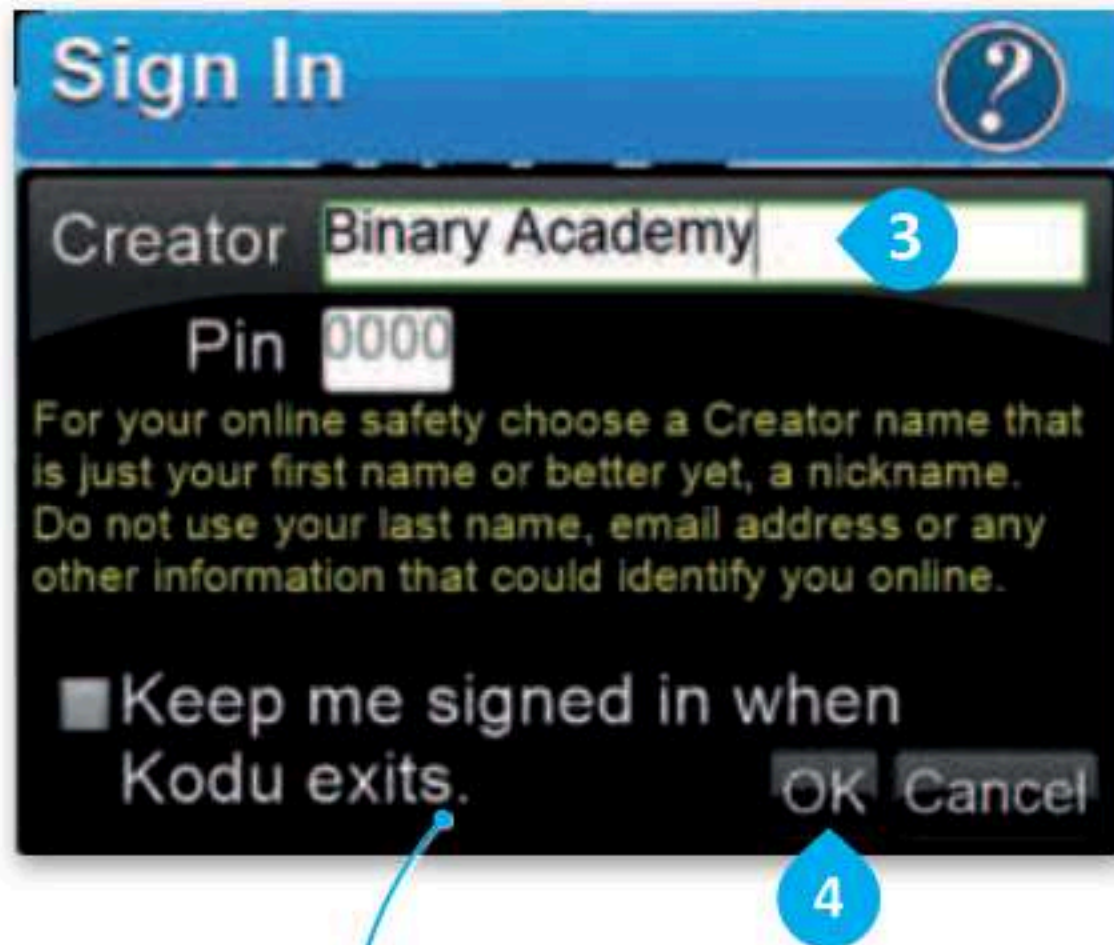 Sign In
?
Creator Binary Academy 3
Pin 0000
For your online safety choose a Creator name that
is just your first name or better yet, a nickname.
Do not use your last name, email address or any
other information that could identify you online.
Keep me signed in when
Kodu exits.
OK Cancel
4